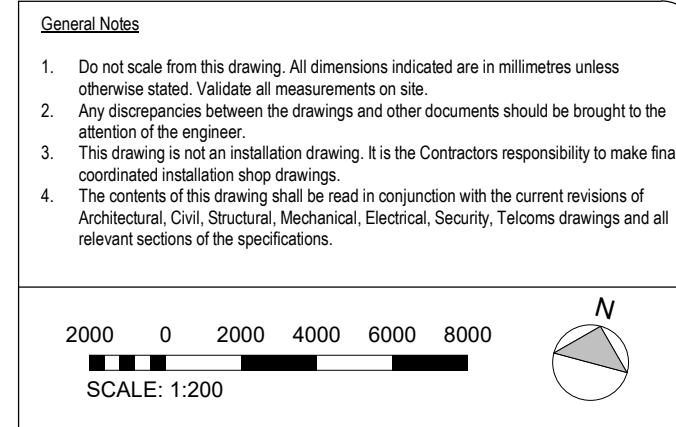 General Notes
1. Do not scale from this drawing. All dimensions indicated are in millimetres unless
otherwise stated. Validate all measurements on site.
2. Any discrepancies between the drawings and other documents should be brought to the
attention of the engineer.
3. This drawing is not an installation drawing. It is the Contractors responsibility to make fina
coordinated installation shop drawings.
4. The contents of this drawing shall be read in conjunction with the current revisions of
Architectural, Civil, Structural, Mechanical, Electrical, Security, Telcoms drawings and all
relevant sections of the specifications.
N
2000 0 2000 4000 6000 8000
SCALE: 1:200